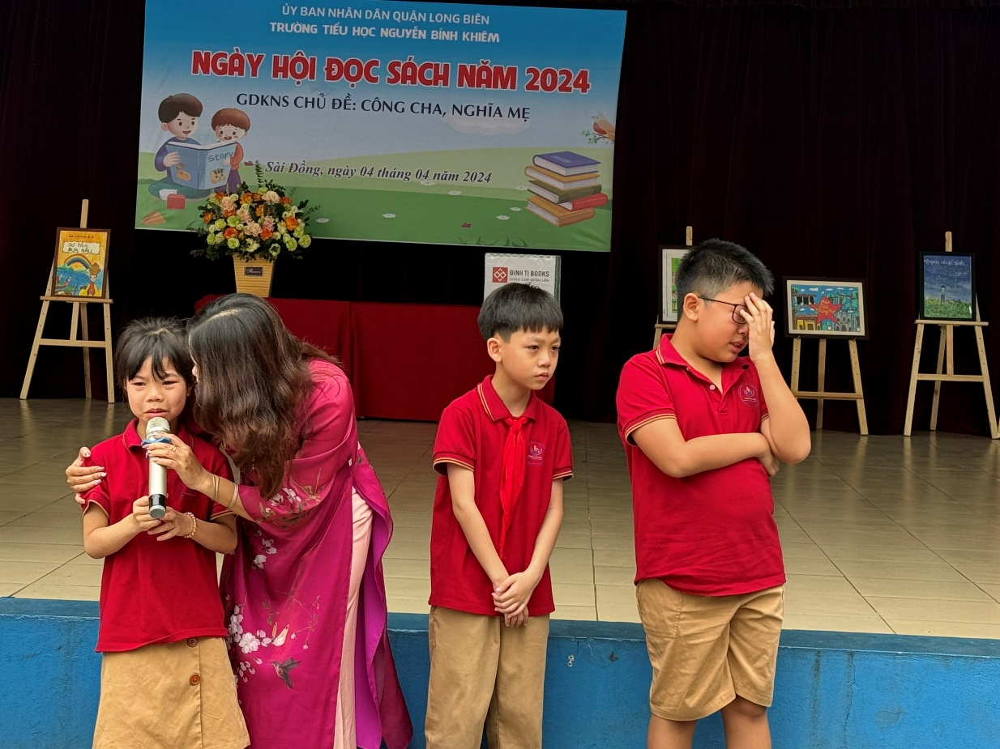 ỦY BAN NHÂN DÂN QUẬN LONG BIÊN
TRƯỜNG TIỂU HỌC NGUYỄN BỈNH KHIÊM
NGÀY HỘI ĐỌC SÁCH NĂM 2024
GDKNS CHỦ ĐỀ: CÔNG CHA, NGHĨA MẸ
Story
Sài Đồng, ngày 04 tháng 04 năm 2024
SỰ TÍCH
DƯA HẤU
ĐINH TỊ BOOKS